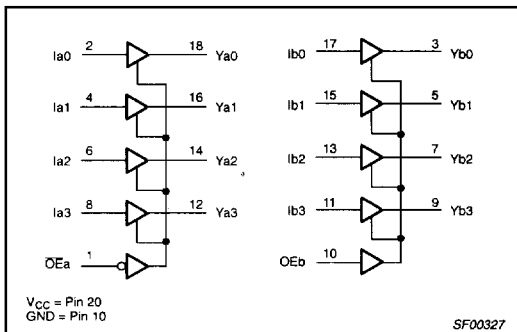 Ia0 2 18 Ya0
Ia1 4 16 Ya1
Ia2 6 14 Ya2
Ia3 8 12 Ya3
O̅E̅a 1
Ib0 17 3 Yb0
Ib1 15 5 Yb1
Ib2 13 7 Yb2
Ib3 11 9 Yb3
OEb 10
VCC = Pin 20
GND = Pin 10
SF00327